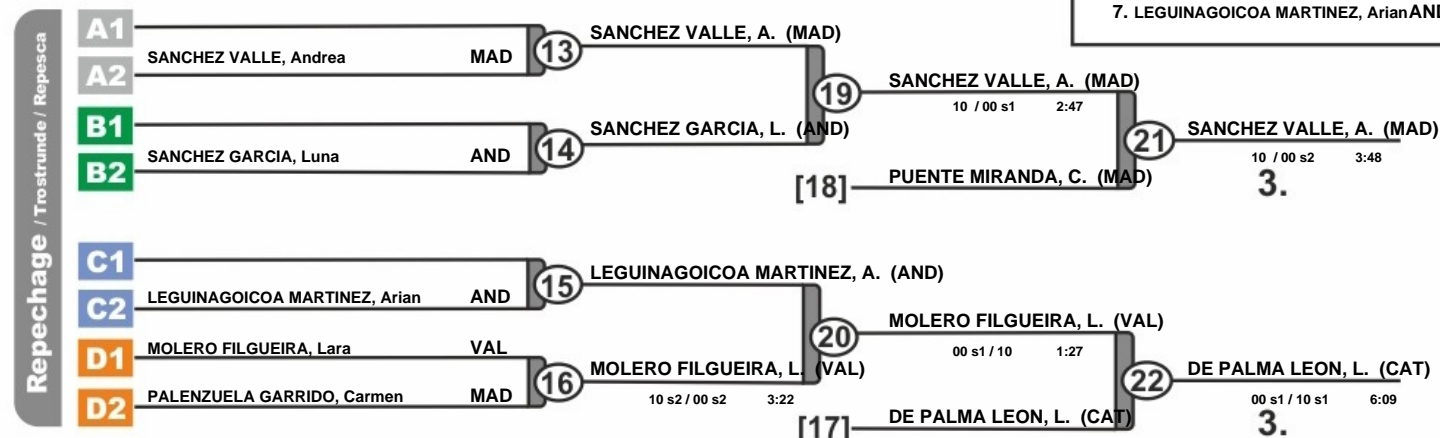 7. LEGUINAGOICOA MARTINEZ, Arian AND
Repechage / Trostrunde / Repesca
A1
SANCHEZ VALLE, Andrea MAD
A2
13
SANCHEZ VALLE, A. (MAD)
B1
SANCHEZ GARCIA, Luna AND
B2
14
SANCHEZ GARCIA, L. (AND)
19
SANCHEZ VALLE, A. (MAD)
10 / 00 s1 2:47
[18]
PUENTE MIRANDA, C. (MAD)
21
SANCHEZ VALLE, A. (MAD)
10 / 00 s2 3:48
3.
C1
LEGUINAGOICOA MARTINEZ, Arian AND
C2
15
LEGUINAGOICOA MARTINEZ, A. (AND)
D1
MOLERO FILGUEIRA, Lara VAL
D2
PALENZUELA GARRIDO, Carmen MAD
16
MOLERO FILGUEIRA, L. (VAL)
10 s2 / 00 s2 3:22
20
MOLERO FILGUEIRA, L. (VAL)
00 s1 / 10 1:27
[17]
DE PALMA LEON, L. (CAT)
22
DE PALMA LEON, L. (CAT)
00 s1 / 10 s1 6:09
3.